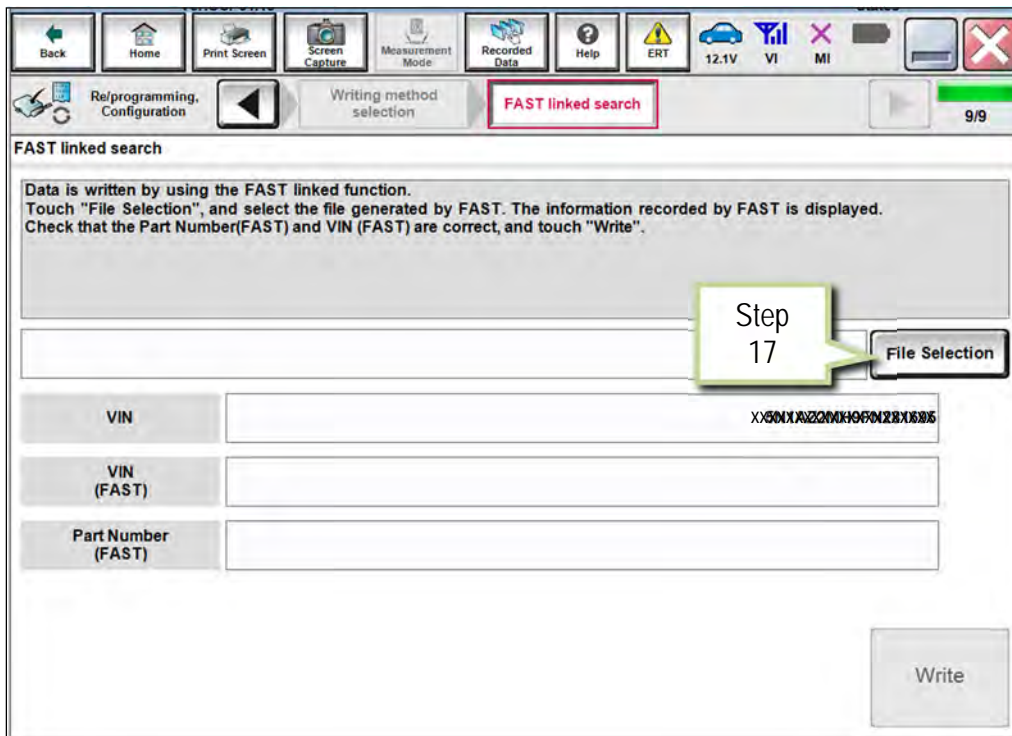 Back
Home
Print Screen
Screen
Capture
Measurement
Mode
Recorded
Data
Help
ERT
12.1V
VI
MI
Re/programming,
Configuration
Writing method
selection
FAST linked search
9/9
FAST linked search
Data is written by using the FAST linked function.
Touch "File Selection", and select the file generated by FAST. The information recorded by FAST is displayed.
Check that the Part Number(FAST) and VIN (FAST) are correct, and touch "Write".
Step
17
File Selection
VIN
VIN
(FAST)
Part Number
(FAST)
Write